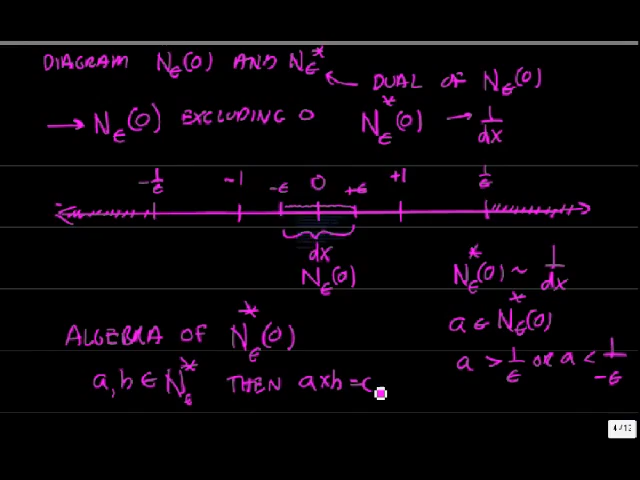 DIAGRAM Nε(0) AND Nε*
← DUAL OF Nε(0)
→ Nε(0) EXCLUDING 0 Nε*(0) → 1/dx
-1/ε -1 -ε 0 +ε +1 1/ε
dx
Nε(0)
Nε*(0) ~ 1/dx
a ∈ Nε*(0)
a > 1/ε OR a < 1/-ε
ALGEBRA OF Nε*(0)
a, b ∈ Nε* THEN a×b = c
4 / 13